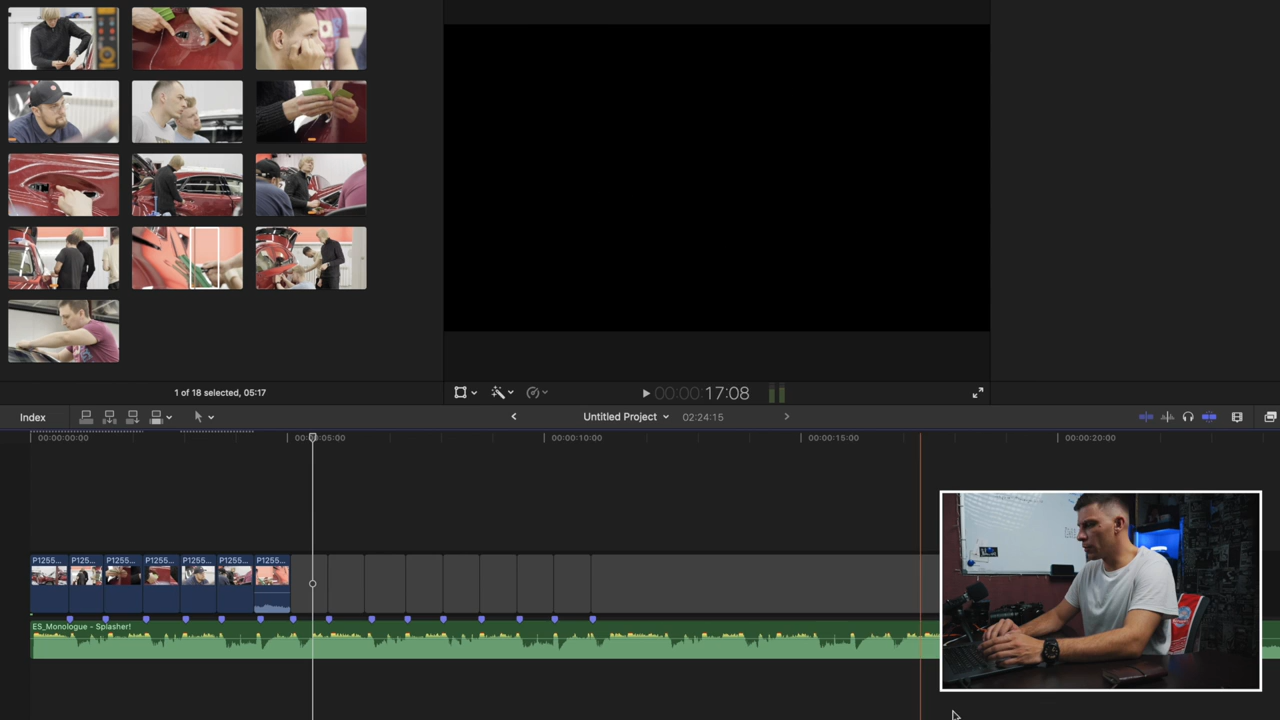 1 of 18 selected, 05:17
00:00:00:17:08
Index
Untitled Project
02:24:15
00:00:00:00
00:00:05:00
00:00:10:00
00:00:15:00
00:00:20:00
P1255...
P1255...
P1255...
P1255...
P1255...
P1255...
P1255...
ES_Monologue - Splasher!